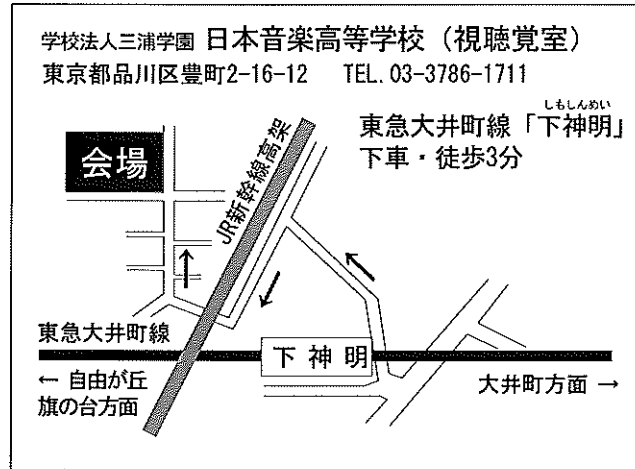 学校法人三浦学園 日本音楽高等学校（視聴覚室）
東京都品川区豊町2-16-12 TEL. 03-3786-1711
しもしんめい
東急大井町線「下神明」
下車・徒歩3分
会場
JR新幹線高架
東急大井町線
下神明
← 自由が丘
旗の台方面
大井町方面 →